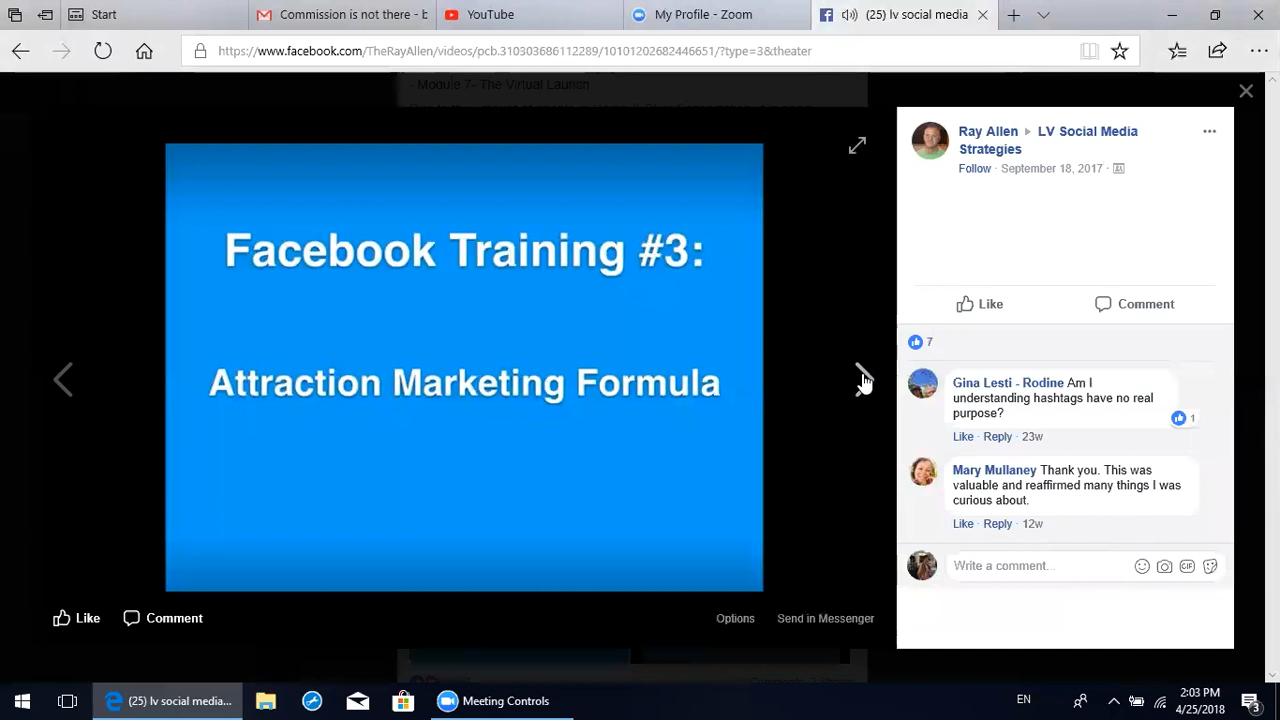 Commission is not there - b
YouTube
My Profile - Zoom
(25) lv social media
https://www.facebook.com/TheRayAllen/videos/pcb.310303686112289/10101202682446651/?type=3&theater
- Module 7- The Virtual Launch
Facebook Training #3:
Attraction Marketing Formula
Like
Comment
Options
Send in Messenger
Ray Allen
LV Social Media
Strategies
Follow · September 18, 2017 ·
Like
Comment
7
Gina Lesti - Rodine Am I
understanding hashtags have no real
purpose?
1
Like · Reply · 23w
Mary Mullaney Thank you. This was
valuable and reaffirmed many things I was
curious about.
Like · Reply · 12w
Write a comment...
GIF
(25) lv social media...
Meeting Controls
EN
2:03 PM
4/25/2018
3